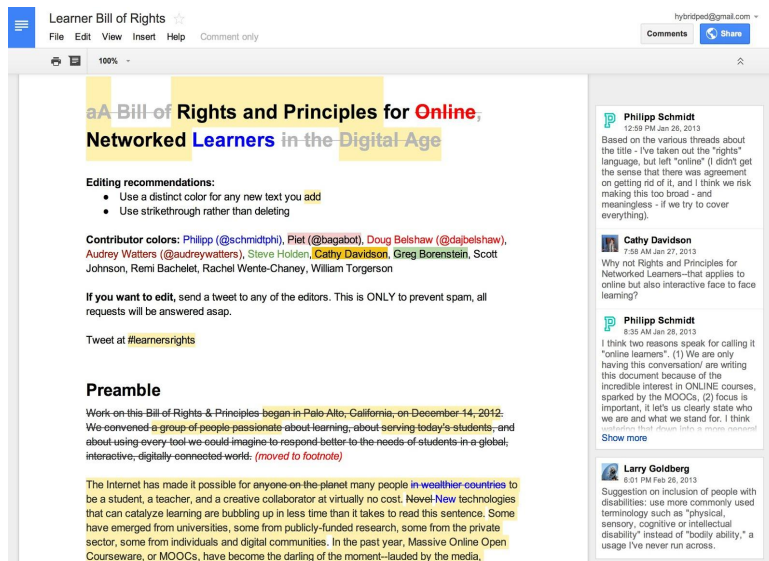 Learner Bill of Rights
hybridped@gmail.com
File Edit View Insert Help Comment only
Comments Share
100%
aA Bill of Rights and Principles for Online,
Networked Learners in the Digital Age
Editing recommendations:
● Use a distinct color for any new text you add
● Use strikethrough rather than deleting
Contributor colors: Philipp (@schmidtphi), Piet (@bagabot), Doug Belshaw (@dajbelshaw),
Audrey Watters (@audreywatters), Steve Holden, Cathy Davidson, Greg Borenstein, Scott
Johnson, Remi Bachelet, Rachel Wente-Chaney, William Torgerson
If you want to edit, send a tweet to any of the editors. This is ONLY to prevent spam, all
requests will be answered asap.
Tweet at #learnersrights
Preamble
Work on this Bill of Rights & Principles began in Palo Alto, California, on December 14, 2012.
We convened a group of people passionate about learning, about serving today's students, and
about using every tool we could imagine to respond better to the needs of students in a global,
interactive, digitally connected world. (moved to footnote)
The Internet has made it possible for anyone on the planet many people in wealthier countries to
be a student, a teacher, and a creative collaborator at virtually no cost. Novel New technologies
that can catalyze learning are bubbling up in less time than it takes to read this sentence. Some
have emerged from universities, some from publicly-funded research, some from the private
sector, some from individuals and digital communities. In the past year, Massive Online Open
Courseware, or MOOCs, have become the darling of the moment--lauded by the media,
Philipp Schmidt
12:59 PM Jan 26, 2013
Based on the various threads about
the title - I've taken out the "rights"
language, but left "online" (I didn't get
the sense that there was agreement
on getting rid of it, and I think we risk
making this too broad - and
meaningless - if we try to cover
everything).
Cathy Davidson
7:58 AM Jan 27, 2013
Why not Rights and Principles for
Networked Learners--that applies to
online but also interactive face to face
learning?
Philipp Schmidt
8:35 AM Jan 28, 2013
I think two reasons speak for calling it
"online learners". (1) We are only
having this conversation/ are writing
this document because of the
incredible interest in ONLINE courses,
sparked by the MOOCs, (2) focus is
important, it let's us clearly state who
we are and what we stand for. I think
watering that down into a more general
Show more
Larry Goldberg
6:01 PM Feb 26, 2013
Suggestion on inclusion of people with
disabilities: use more commonly used
terminology such as "physical,
sensory, cognitive or intellectual
disability" instead of "bodily ability," a
usage I've never run across.